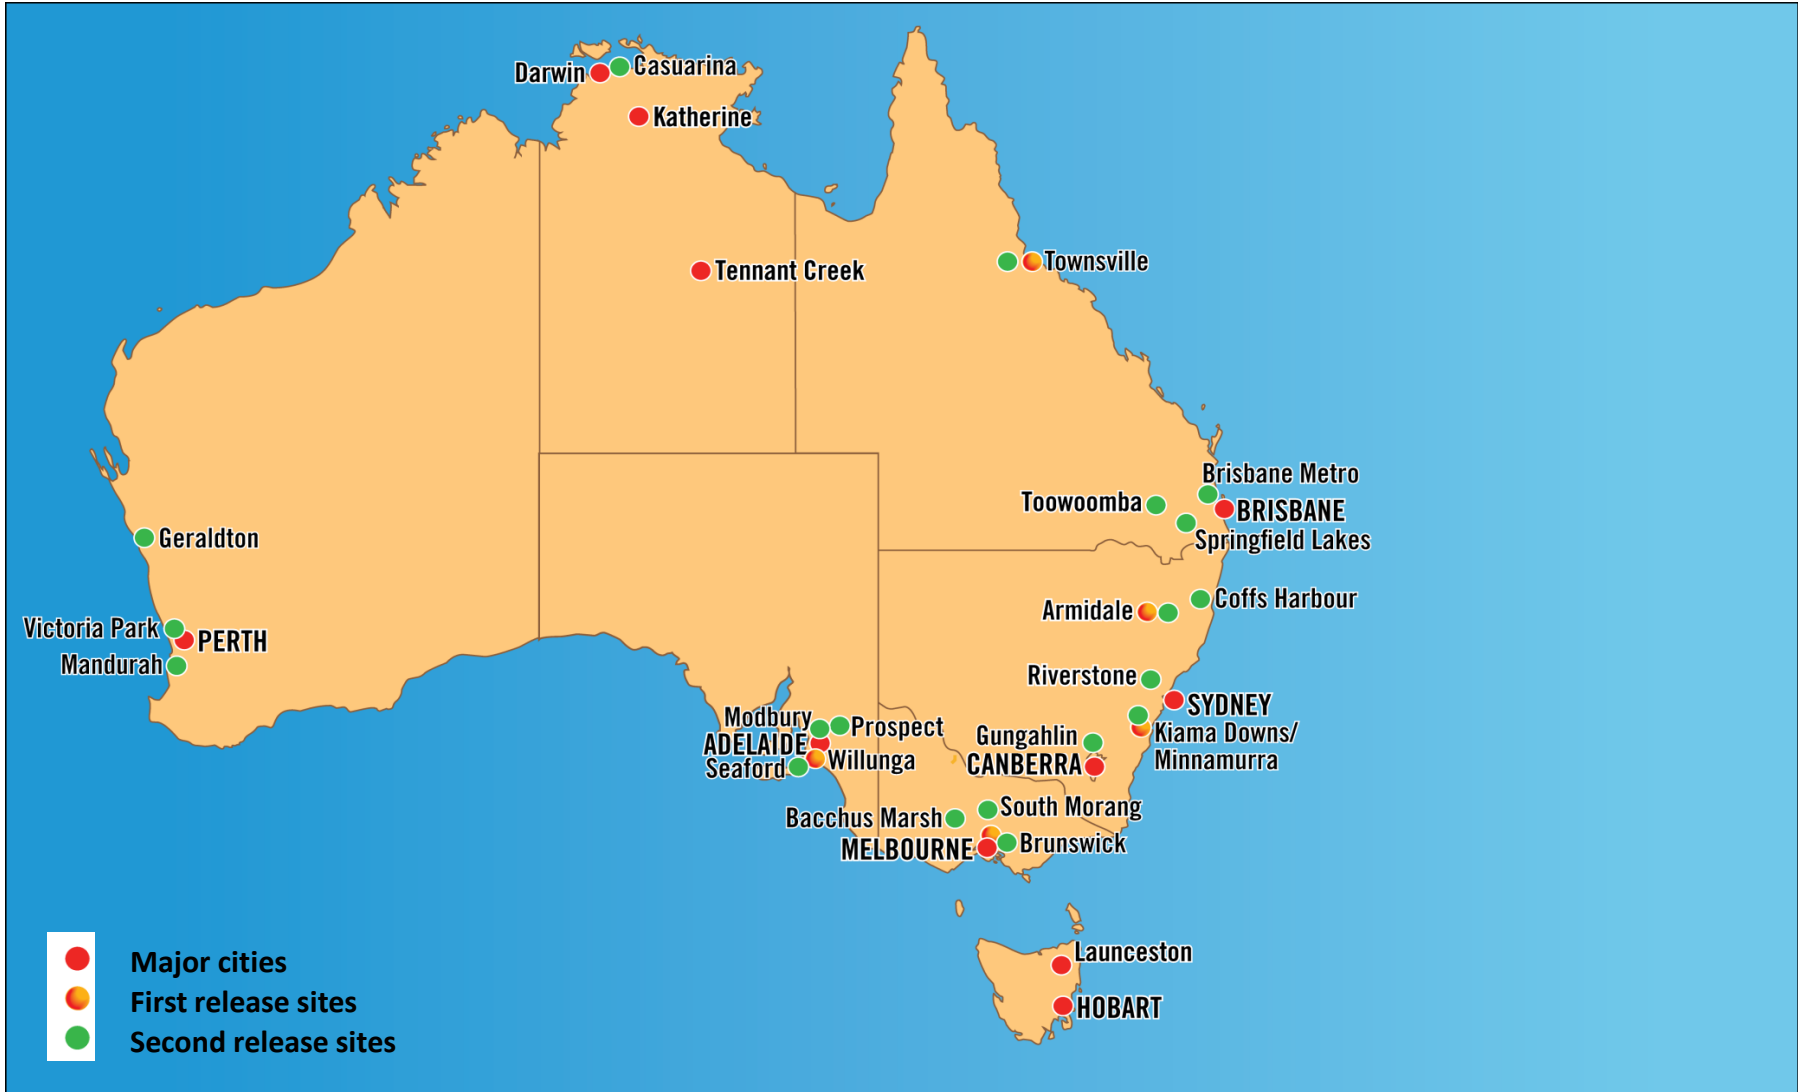 Darwin
Casuarina
Katherine
Tennant Creek
Townsville
Brisbane Metro
Toowoomba
BRISBANE
Springfield Lakes
Geraldton
Coffs Harbour
Armidale
Victoria Park
PERTH
Mandurah
Riverstone
SYDNEY
Modbury
Prospect
Kiama Downs/
Minnamurra
Gungahlin
ADELAIDE
Willunga
CANBERRA
Seaford
South Morang
Bacchus Marsh
Brunswick
MELBOURNE
Launceston
HOBART
Major cities
First release sites
Second release sites